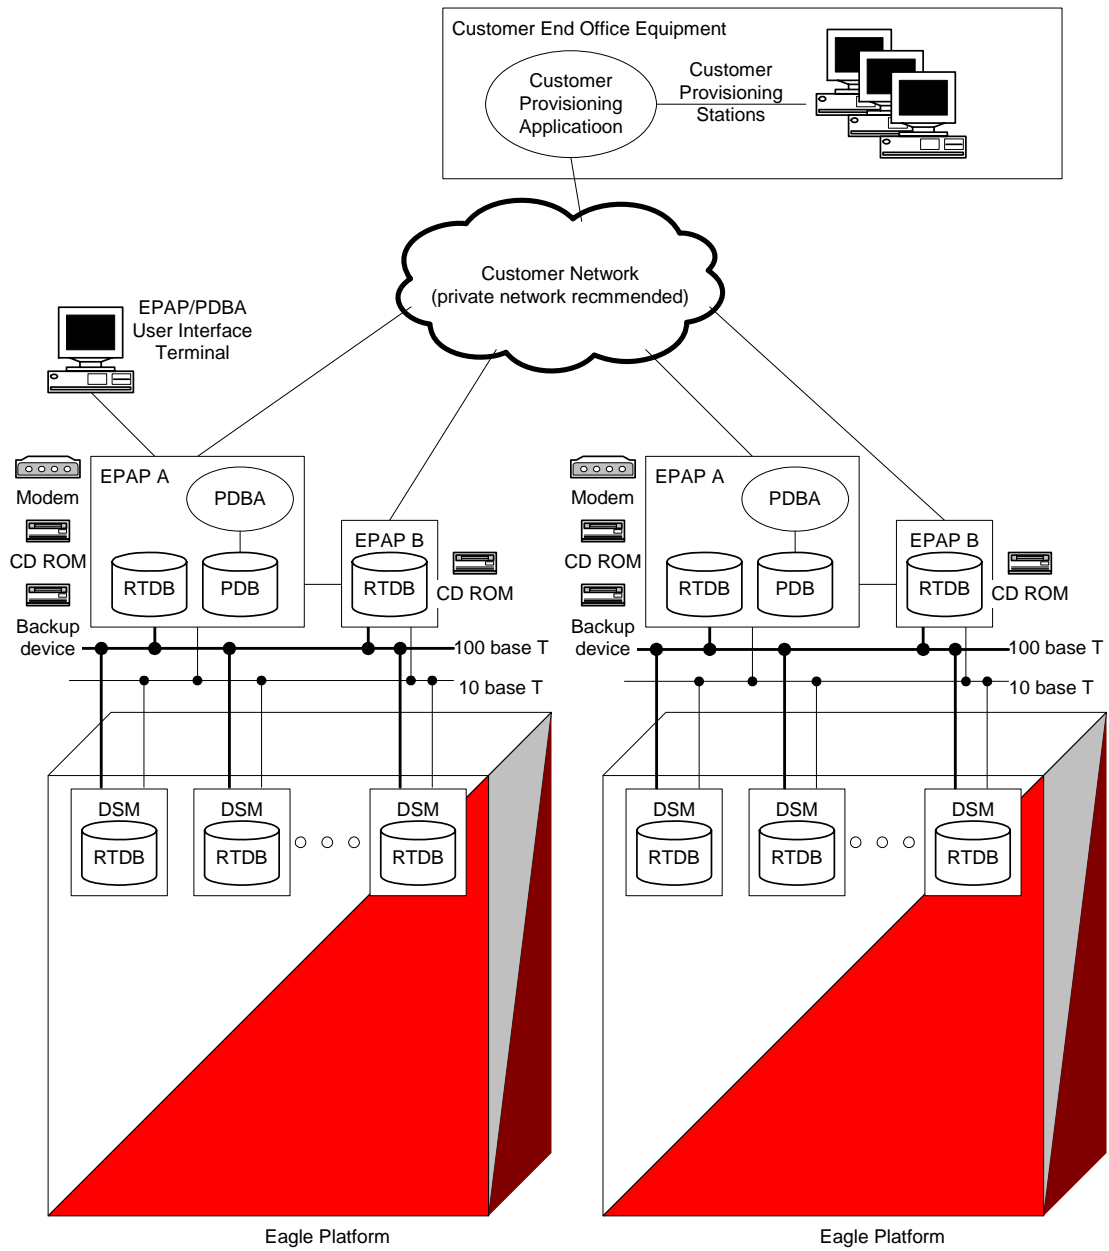 Customer End Office Equipment
Customer
Provisioning
Applicatioon
Customer
Provisioning
Stations
Customer Network
(private network recmmended)
EPAP/PDBA
User Interface
Terminal
Modem
CD ROM
Backup
device
EPAP A
PDBA
RTDB
PDB
EPAP B
RTDB
CD ROM
100 base T
10 base T
DSM
RTDB
DSM
RTDB
DSM
RTDB
Eagle Platform
Modem
CD ROM
Backup
device
EPAP A
PDBA
RTDB
PDB
EPAP B
RTDB
CD ROM
100 base T
10 base T
DSM
RTDB
DSM
RTDB
DSM
RTDB
Eagle Platform